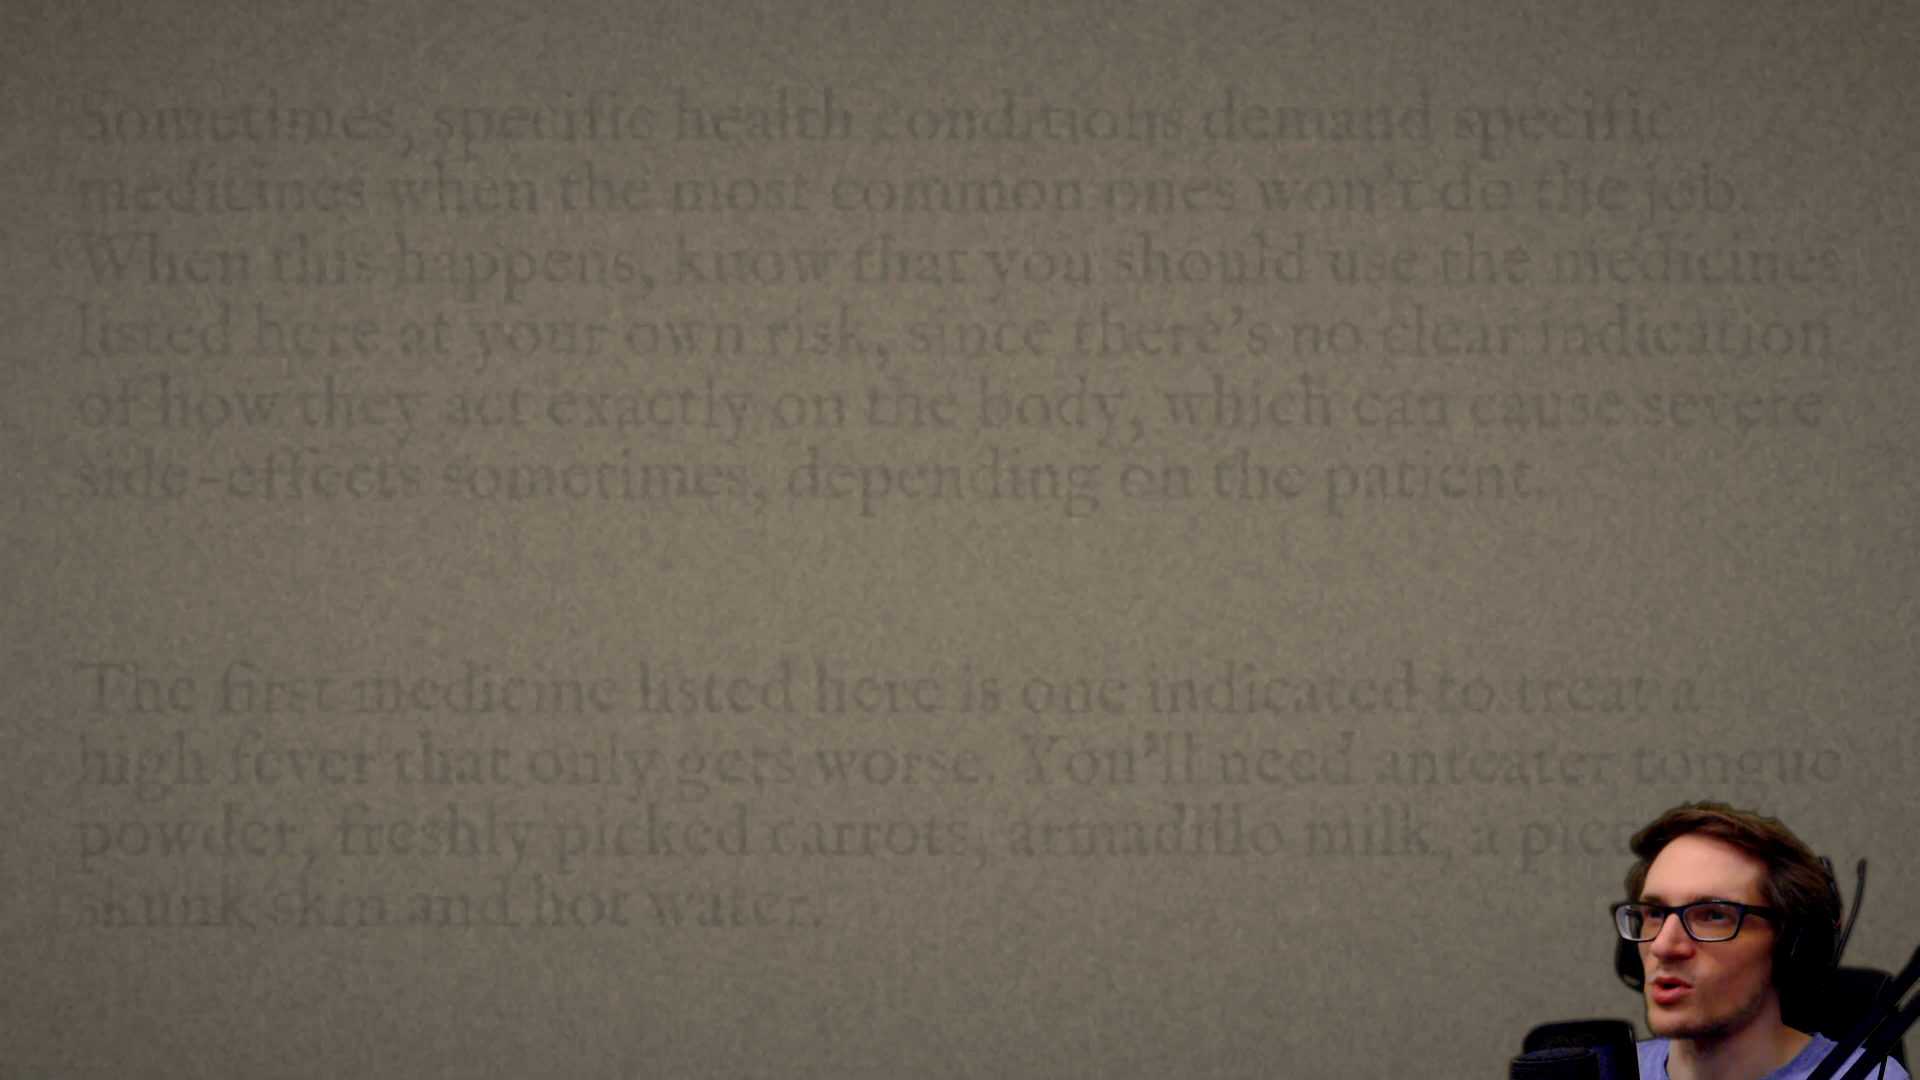 Sometimes, specific health conditions demand specific
medicines when the most common ones won't do the job.
When this happens, know that you should use the medicines
listed here at your own risk, since there's no clear indication
of how they act exactly on the body, which can cause severe
side-effects sometimes, depending on the patient.
The first medicine listed here is one indicated to treat a
high fever that only gets worse. You'll need anteater tongue
powder, freshly picked carrots, armadillo milk, a
skunk skin and hot water.